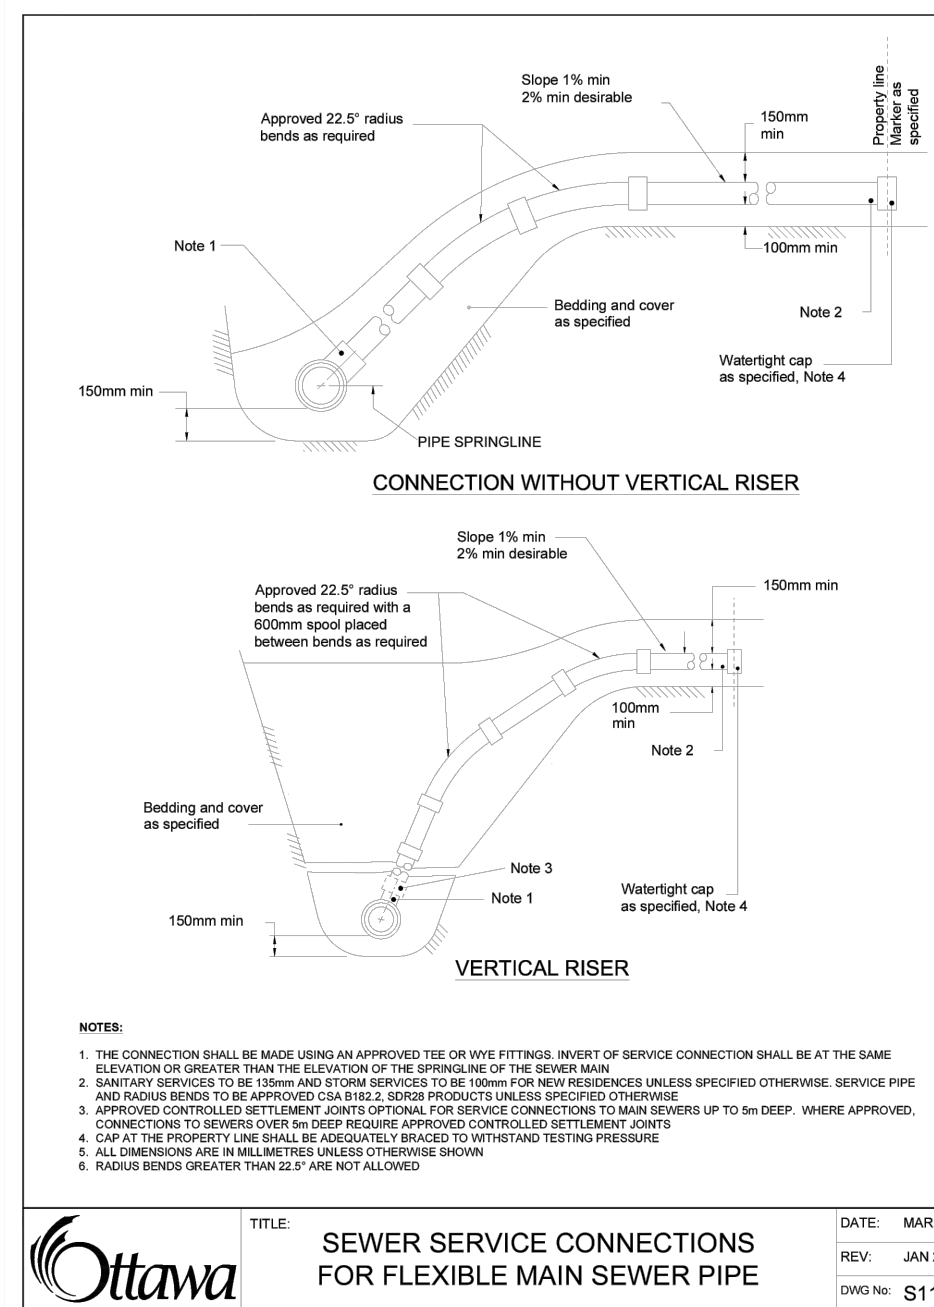 Slope 1% min
2% min desirable
Approved 22.5° radius
bends as required
150mm
min
Property line
Marker as
specified
Note 1
100mm min
Bedding and cover
as specified
Note 2
Watertight cap
as specified, Note 4
150mm min
PIPE SPRINGLINE
CONNECTION WITHOUT VERTICAL RISER
Slope 1% min
2% min desirable
Approved 22.5° radius
bends as required with a
600mm spool placed
between bends as required
150mm min
100mm
min
Note 2
Bedding and cover
as specified
Note 3
Note 1
Watertight cap
as specified, Note 4
150mm min
VERTICAL RISER
NOTES:
1. THE CONNECTION SHALL BE MADE USING AN APPROVED TEE OR WYE FITTINGS. INVERT OF SERVICE CONNECTION SHALL BE AT THE SAME
ELEVATION OR GREATER THAN THE ELEVATION OF THE SPRINGLINE OF THE SEWER MAIN
2. SANITARY SERVICES TO BE 135mm AND STORM SERVICES TO BE 100mm FOR NEW RESIDENCES UNLESS SPECIFIED OTHERWISE. SERVICE PIPE
AND RADIUS BENDS TO BE APPROVED CSA B182.2, SDR28 PRODUCTS UNLESS SPECIFIED OTHERWISE
3. APPROVED CONTROLLED SETTLEMENT JOINTS OPTIONAL FOR SERVICE CONNECTIONS TO MAIN SEWERS UP TO 5m DEEP. WHERE APPROVED,
CONNECTIONS TO SEWERS OVER 5m DEEP REQUIRE APPROVED CONTROLLED SETTLEMENT JOINTS
4. CAP AT THE PROPERTY LINE SHALL BE ADEQUATELY BRACED TO WITHSTAND TESTING PRESSURE
5. ALL DIMENSIONS ARE IN MILLIMETRES UNLESS OTHERWISE SHOWN
6. RADIUS BENDS GREATER THAN 22.5° ARE NOT ALLOWED
Ottawa
TITLE:
SEWER SERVICE CONNECTIONS
FOR FLEXIBLE MAIN SEWER PIPE
DATE: MAR
REV: JAN
DWG No: S11